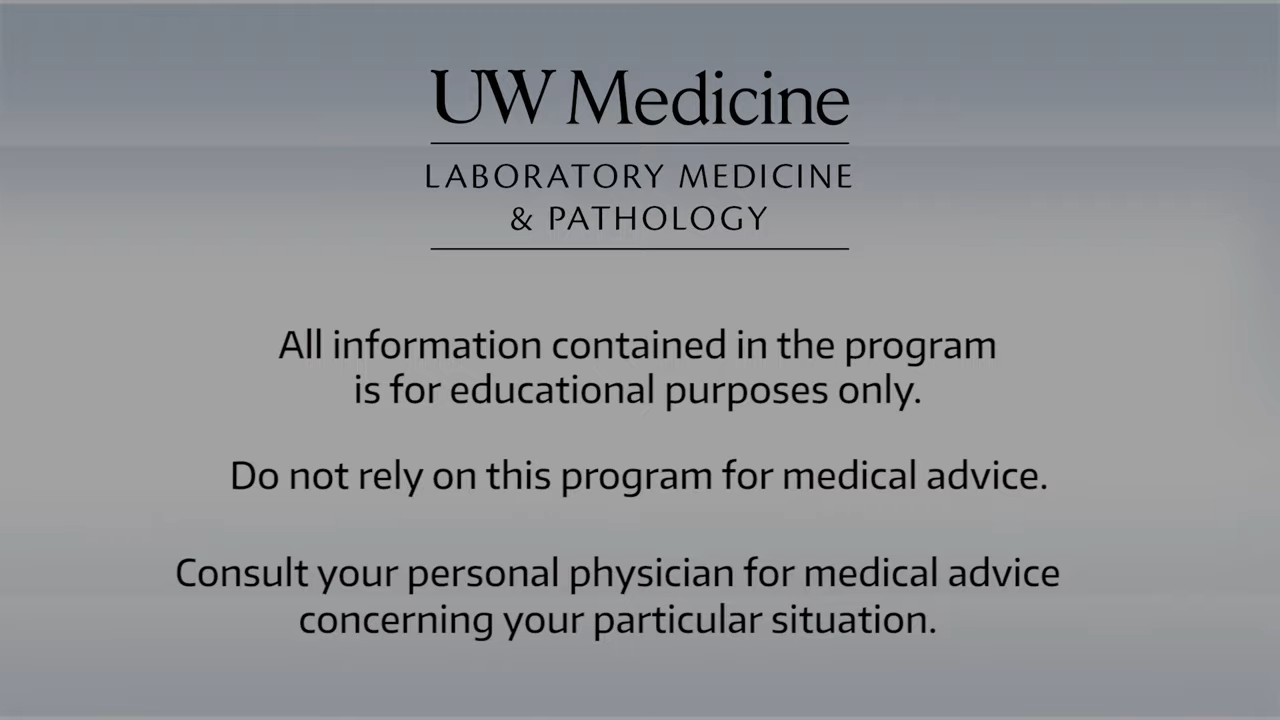 UW Medicine
LABORATORY MEDICINE
& PATHOLOGY
All information contained in the program
is for educational purposes only.
Do not rely on this program for medical advice.
Consult your personal physician for medical advice
concerning your particular situation.